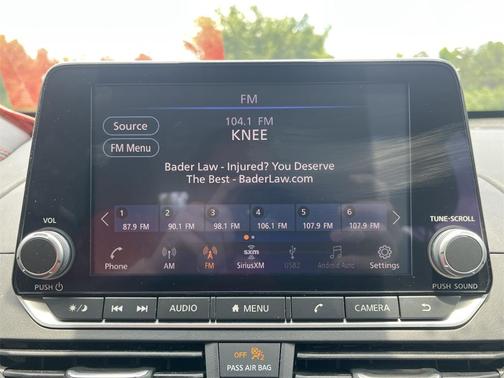 FM
Source
104.1 FM
KNEE
FM Menu
Bader Law - Injured? You Deserve
The Best - BaderLaw.com
1 2 3 4 5 6
87.9 FM 90.1 FM 98.1 FM 106.1 FM 107.9 FM 107.9 FM
VOL
TUNE·SCROLL
Phone AM FM sxm SiriusXM USB2 Android Auto Settings
PUSH
PUSH SOUND
AUDIO MENU CAMERA
OFF 2
PASS AIR BAG